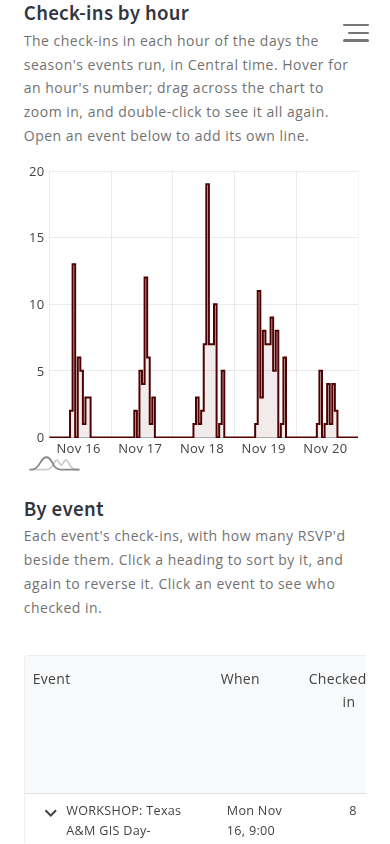 Check-ins by hour
The check-ins in each hour of the days the
season's events run, in Central time. Hover for
an hour's number; drag across the chart to
zoom in, and double-click to see it all again.
Open an event below to add its own line.
20
15
10
5
0
Nov 16 Nov 17 Nov 18 Nov 19 Nov 20
By event
Each event's check-ins, with how many RSVP'd
beside them. Click a heading to sort by it, and
again to reverse it. Click an event to see who
checked in.
Event When Checked
in
WORKSHOP: Texas Mon Nov 8
A&M GIS Day- 16, 9:00